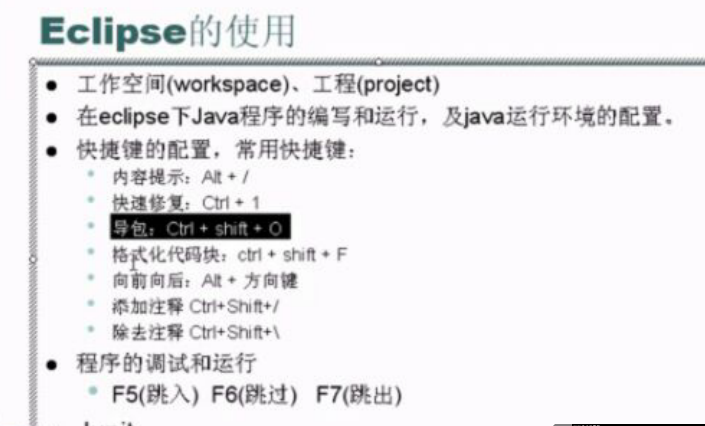 Eclipse的使用
工作空间(workspace)、工程(project)
在eclipse下Java程序的编写和运行，及java运行环境的配置。
快捷键的配置，常用快捷键：
内容提示：Alt + /
快速修复：Ctrl + 1
导包：Ctrl + shift + O
格式化代码块：ctrl + shift + F
向前向后：Alt + 方向键
添加注释 Ctrl+Shift+/
除去注释 Ctrl+Shift+\
程序的调试和运行
F5(跳入) F6(跳过) F7(跳出)